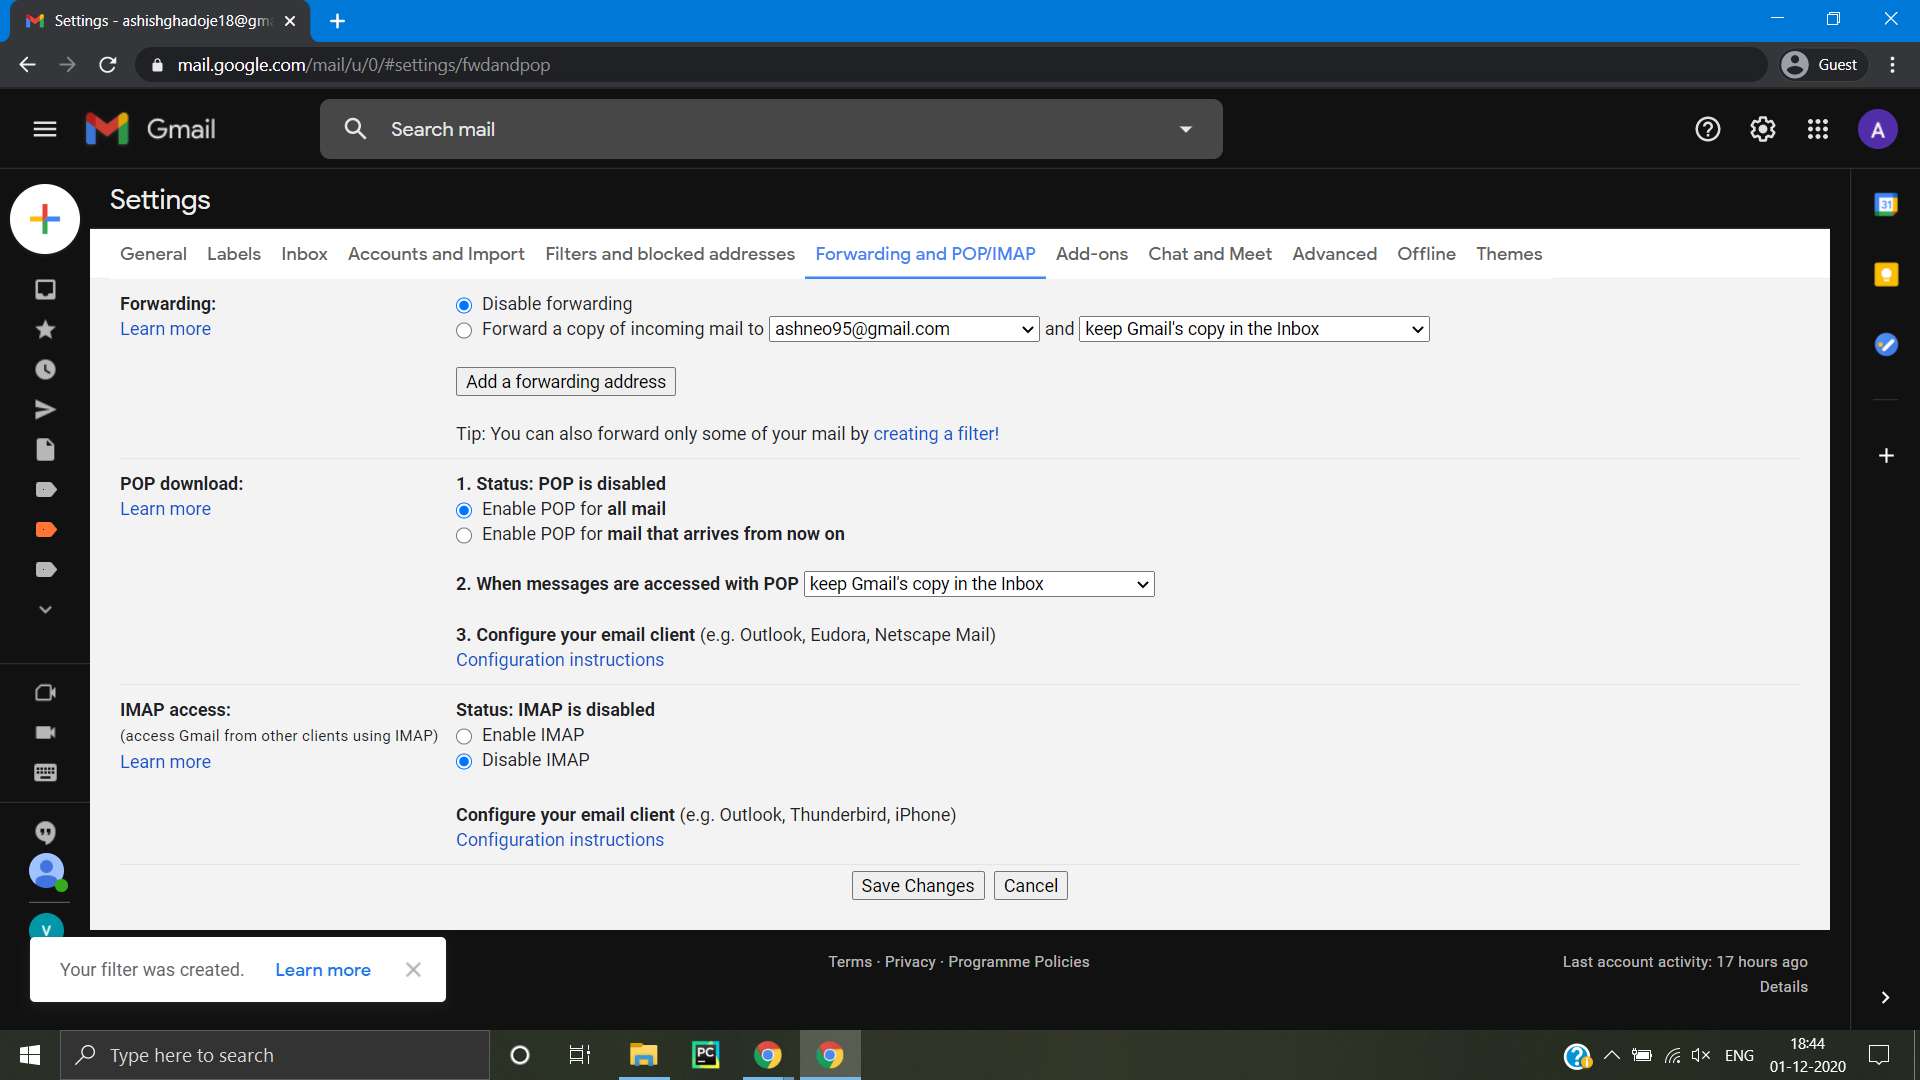 Settings - ashishghadoje18@gma
mail.google.com/mail/u/0/#settings/fwdandpop
Guest
Gmail
Search mail
A
Settings
General Labels Inbox Accounts and Import Filters and blocked addresses Forwarding and POP/IMAP Add-ons Chat and Meet Advanced Offline Themes
31
Forwarding:
Learn more
Disable forwarding
Forward a copy of incoming mail to ashneo95@gmail.com and keep Gmail's copy in the Inbox
Add a forwarding address
Tip: You can also forward only some of your mail by creating a filter!
POP download:
Learn more
1. Status: POP is disabled
Enable POP for all mail
Enable POP for mail that arrives from now on
2. When messages are accessed with POP keep Gmail's copy in the Inbox
3. Configure your email client (e.g. Outlook, Eudora, Netscape Mail)
Configuration instructions
IMAP access:
(access Gmail from other clients using IMAP)
Learn more
Status: IMAP is disabled
Enable IMAP
Disable IMAP
Configure your email client (e.g. Outlook, Thunderbird, iPhone)
Configuration instructions
Save Changes Cancel
V
Your filter was created. Learn more
Terms · Privacy · Programme Policies
Last account activity: 17 hours ago
Details
Type here to search
PC
ENG
18:44
01-12-2020